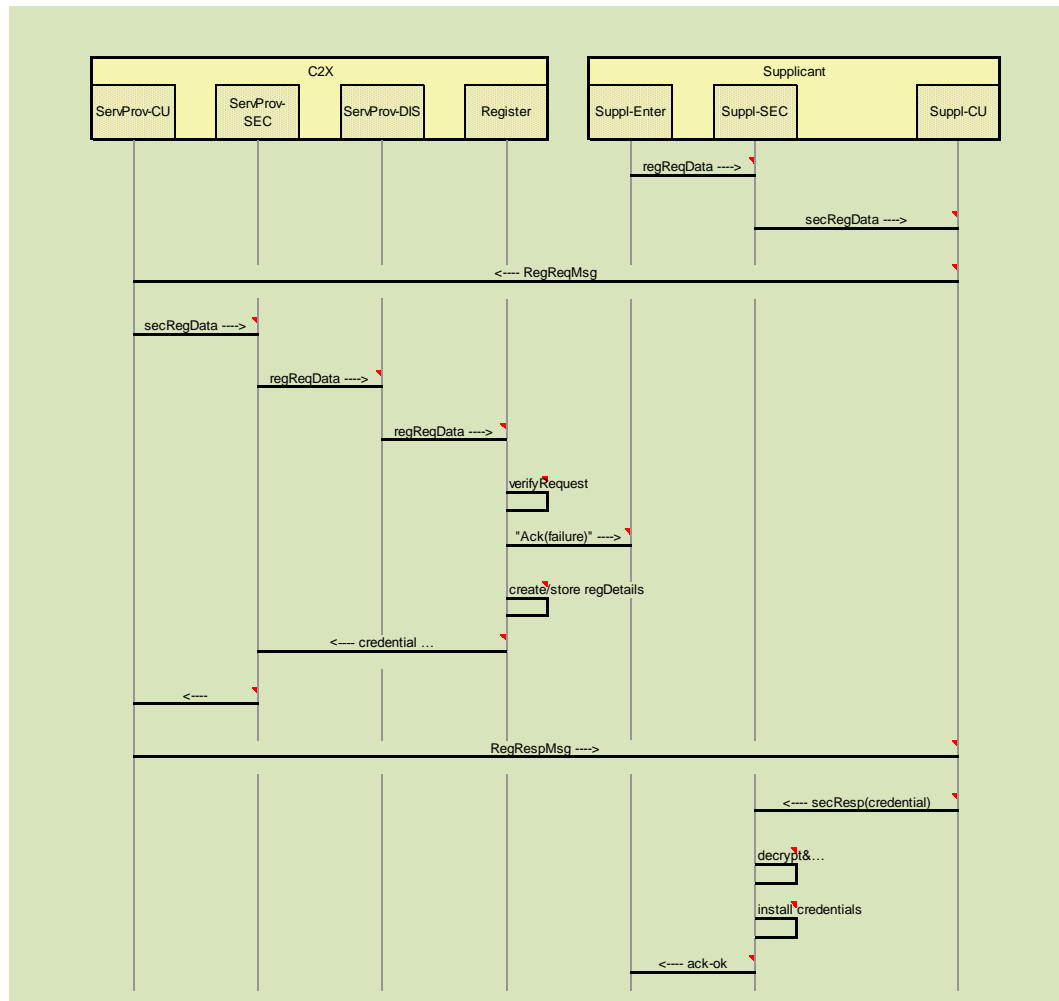 C2X
Supplicant
ServProv-CU
ServProv-
SEC
ServProv-DIS
Register
Suppl-Enter
Suppl-SEC
Suppl-CU
regReqData ---->
secRegData ---->
<---- RegReqMsg
secRegData ---->
regReqData ---->
regReqData ---->
verifyRequest
"Ack(failure)" ---->
create/store regDetails
<---- credential …
<----
RegRespMsg ---->
<---- secResp(credential)
decrypt&…
install credentials
<---- ack-ok